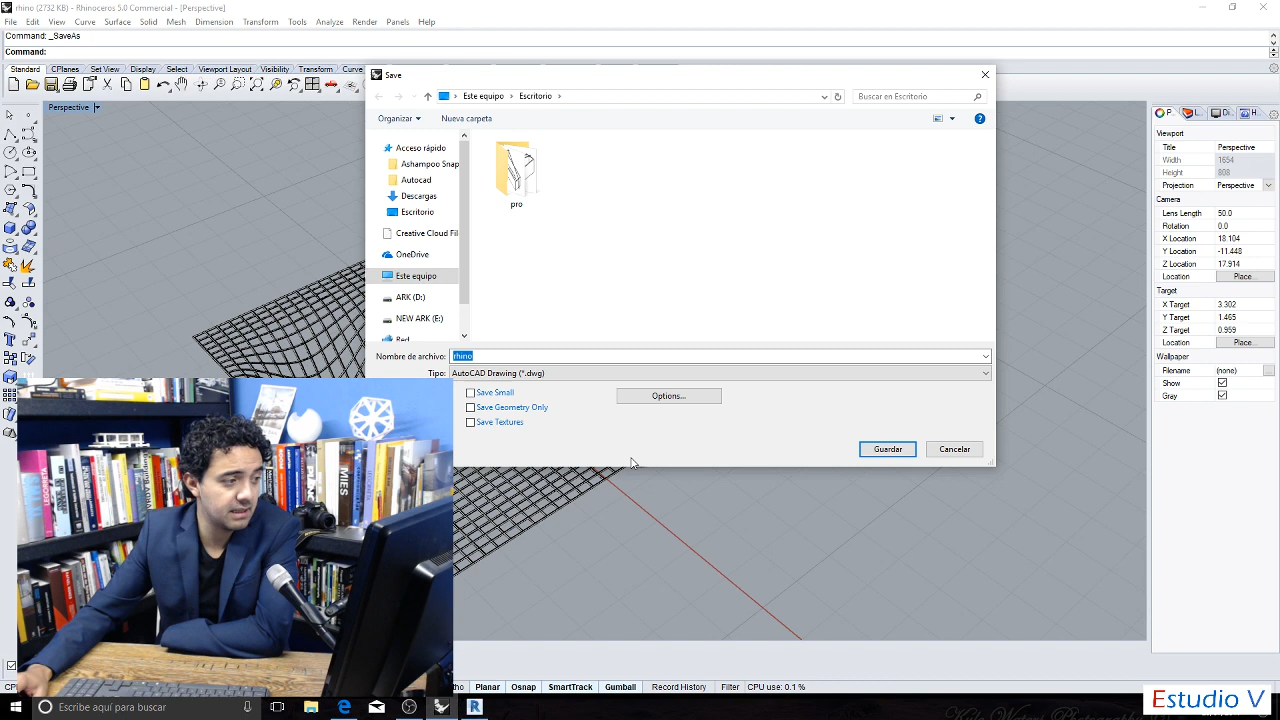 rhino (2732 KB) - Rhinoceros 5.0 Commercial - [Perspective]
File Edit View Curve Surface Solid Mesh Dimension Transform Tools Analyze Render Panels Help
Command: _SaveAs
Command:
Standard CPlanes Set View Display Select Viewport Layout Visibility Transform Curve
Perspective
Save
Este equipo > Escritorio >
Buscar en Escritorio
Organizar
Nueva carpeta
Acceso rápido
Ashampoo Snap
Autocad
Descargas
Escritorio
Creative Cloud Fil
OneDrive
Este equipo
ARK (D:)
NEW ARK (E:)
Red
pro
Nombre de archivo: rhino
Tipo: AutoCAD Drawing (*.dwg)
Save Small
Save Geometry Only
Save Textures
Options...
Guardar
Cancelar
P... L... Di... H...
Viewport
Title Perspective
Width 1654
Height 808
Projection Perspective
Camera
Lens Length 50.0
Rotation 0.0
X Location 18.184
Y Location -11.448
Z Location 17.914
Location Place...
Target
X Target 3.302
Y Target 1.465
Z Target 0.959
Location Place...
Wallpaper
Filename (none) ...
Show
Gray
MIES
CP
tho Planar Osnap SmartTrack Gumball Record History Filter CPU use: 0.1 %
Escribe aquí para buscar
Estudio V